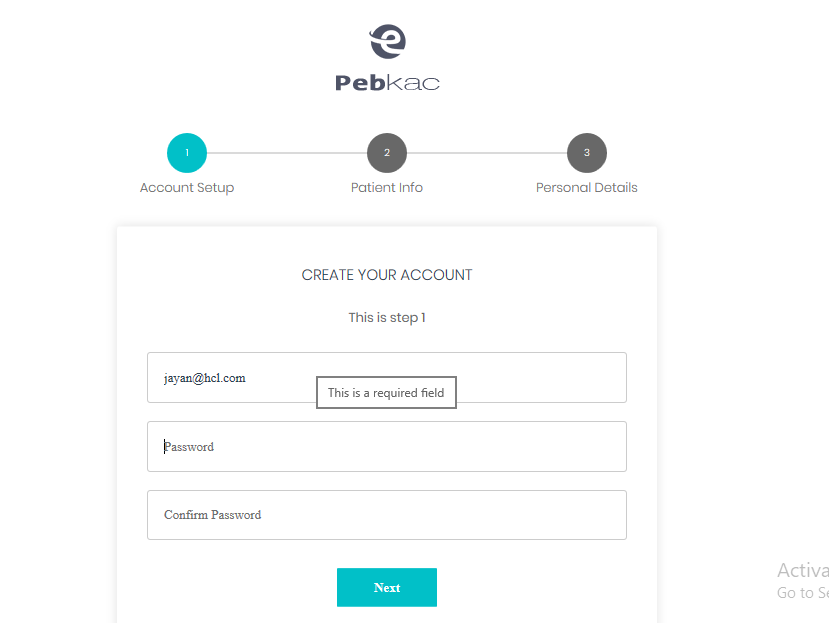 Pebkac
1 2 3
Account Setup Patient Info Personal Details
CREATE YOUR ACCOUNT
This is step 1
jayan@hcl.com
This is a required field
Password
Confirm Password
Next
Activa
Go to Se